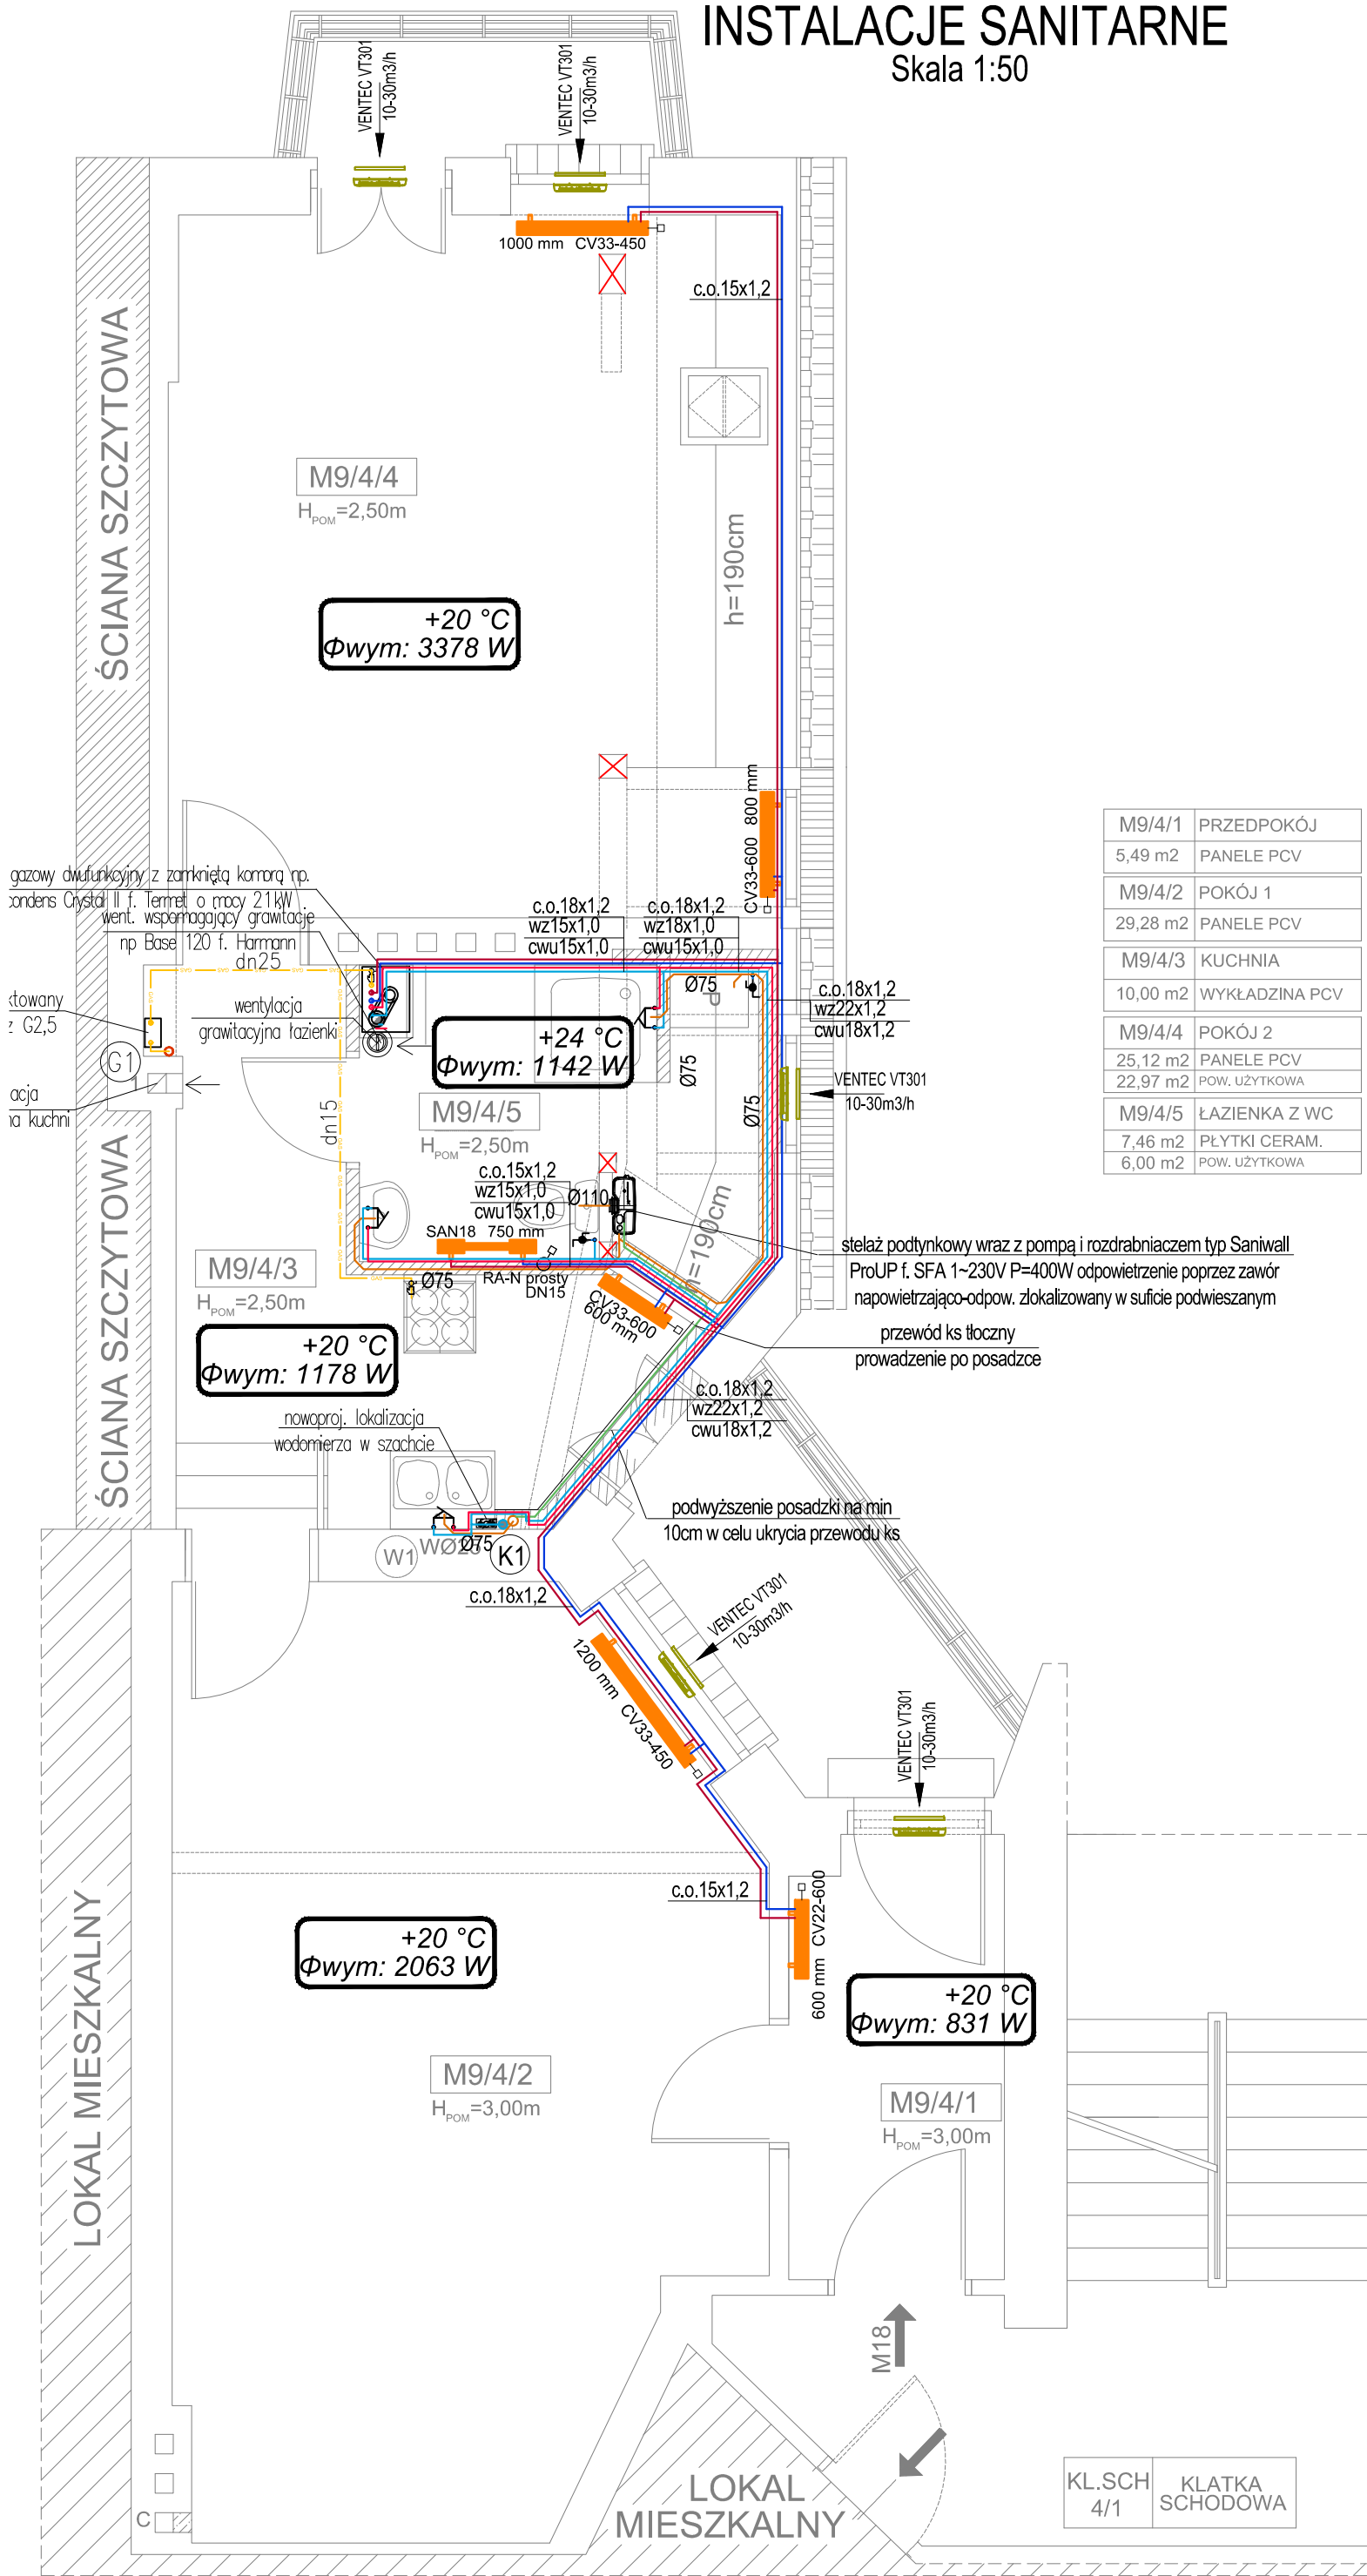 INSTALACJE SANITARNE
Skala 1:50
VENTEC VT301
10-30m3/h
VENTEC VT301
10-30m3/h
1000 mm CV33-450
c.o.15x1,2
ŚCIANA SZCZYTOWA
M9/4/4
HPOM=2,50m
h=190cm
+20 °C
Φwym: 3378 W
CV33-600 800 mm
M9/4/1 PRZEDPOKÓJ
5,49 m2 PANELE PCV
M9/4/2 POKÓJ 1
29,28 m2 PANELE PCV
M9/4/3 KUCHNIA
10,00 m2 WYKŁADZINA PCV
M9/4/4 POKÓJ 2
25,12 m2 PANELE PCV
22,97 m2 POW. UŻYTKOWA
M9/4/5 ŁAZIENKA Z WC
7,46 m2 PŁYTKI CERAM.
6,00 m2 POW. UŻYTKOWA
gazowy dwufunkcyjny z zamkniętą komorą np.
condens Crystal II f. Termet o mocy 21kW
went. wspomagający grawitacje
np Base 120 f. Harmann
dn25
c.o.18x1,2
wz15x1,0
cwu15x1,0
c.o.18x1,2
wz18x1,0
cwu15x1,0
Ø75
P
c.o.18x1,2
wz22x1,2
cwu18x1,2
ktowany
z G2,5
G1
wentylacja
grawitacyjna łazienki
+24 °C
Φwym: 1142 W
Ø75
Ø75
VENTEC VT301
10-30m3/h
acja
na kuchni
dn15
M9/4/5
HPOM=2,50m
c.o.15x1,2
wz15x1,0
cwu15x1,0
Ø110
h=190cm
SAN18 750 mm
RA-N prosty
DN15
Ø75
CV33-600
600 mm
stelaż podtynkowy wraz z pompą i rozdrabniaczem typ Saniwall
ProUP f. SFA 1~230V P=400W odpowietrzenie poprzez zawór
napowietrzająco-odpow. zlokalizowany w suficie podwieszanym
przewód ks tłoczny
prowadzenie po posadzce
ŚCIANA SZCZYTOWA
M9/4/3
HPOM=2,50m
+20 °C
Φwym: 1178 W
c.o.18x1,2
wz22x1,2
cwu18x1,2
nowoproj. lokalizacja
wodomierza w szachcie
podwyższenie posadzki na min
10cm w celu ukrycia przewodu ks
W1
Ø75
K1
c.o.18x1,2
VENTEC VT301
10-30m3/h
1200 mm CV33-450
VENTEC VT301
10-30m3/h
c.o.15x1,2
600 mm CV22-600
LOKAL MIESZKALNY
+20 °C
Φwym: 2063 W
+20 °C
Φwym: 831 W
M9/4/2
HPOM=3,00m
M9/4/1
HPOM=3,00m
M18
C
LOKAL
MIESZKALNY
KL.SCH
4/1
KLATKA
SCHODOWA